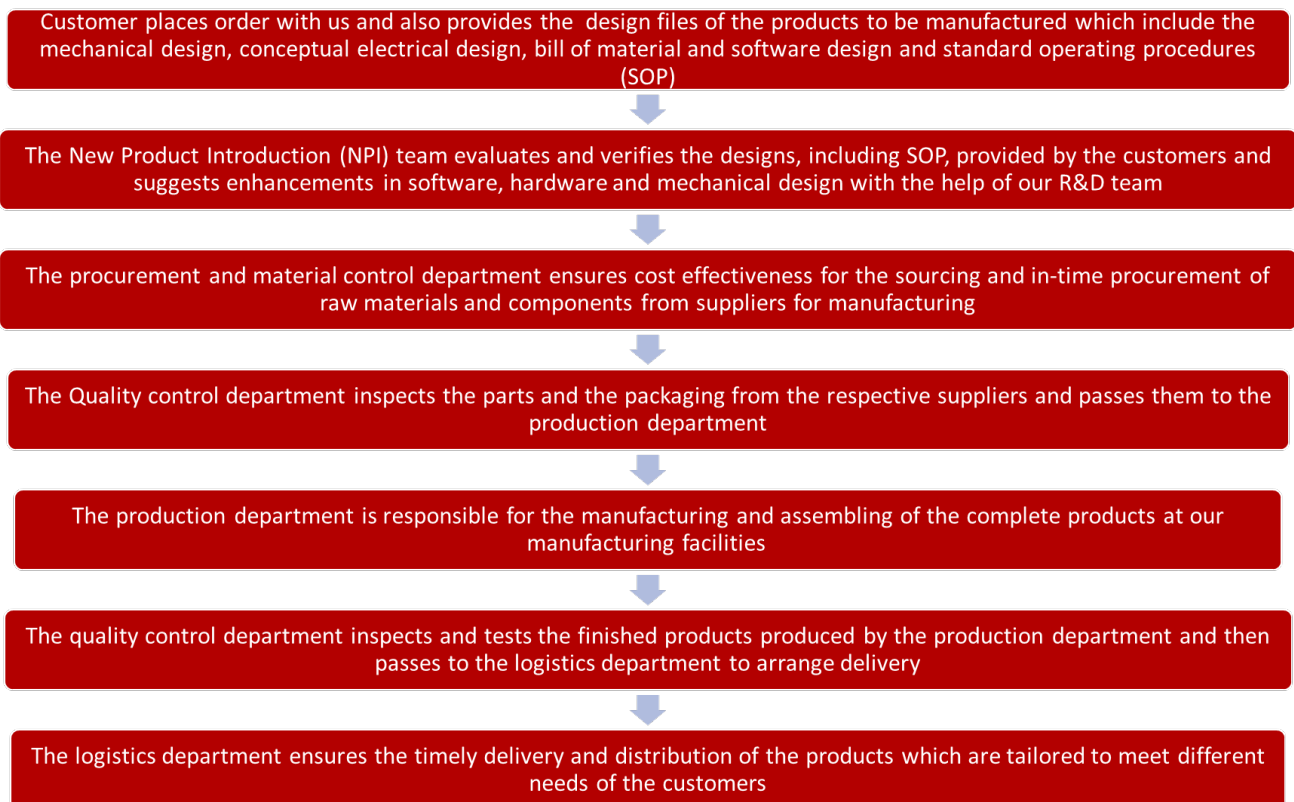 Customer places order with us and also provides the design files of the products to be manufactured which include the
mechanical design, conceptual electrical design, bill of material and software design and standard operating procedures
(SOP)
The New Product Introduction (NPI) team evaluates and verifies the designs, including SOP, provided by the customers and
suggests enhancements in software, hardware and mechanical design with the help of our R&D team
The procurement and material control department ensures cost effectiveness for the sourcing and in-time procurement of
raw materials and components from suppliers for manufacturing
The Quality control department inspects the parts and the packaging from the respective suppliers and passes them to the
production department
The production department is responsible for the manufacturing and assembling of the complete products at our
manufacturing facilities
The quality control department inspects and tests the finished products produced by the production department and then
passes to the logistics department to arrange delivery
The logistics department ensures the timely delivery and distribution of the products which are tailored to meet different
needs of the customers